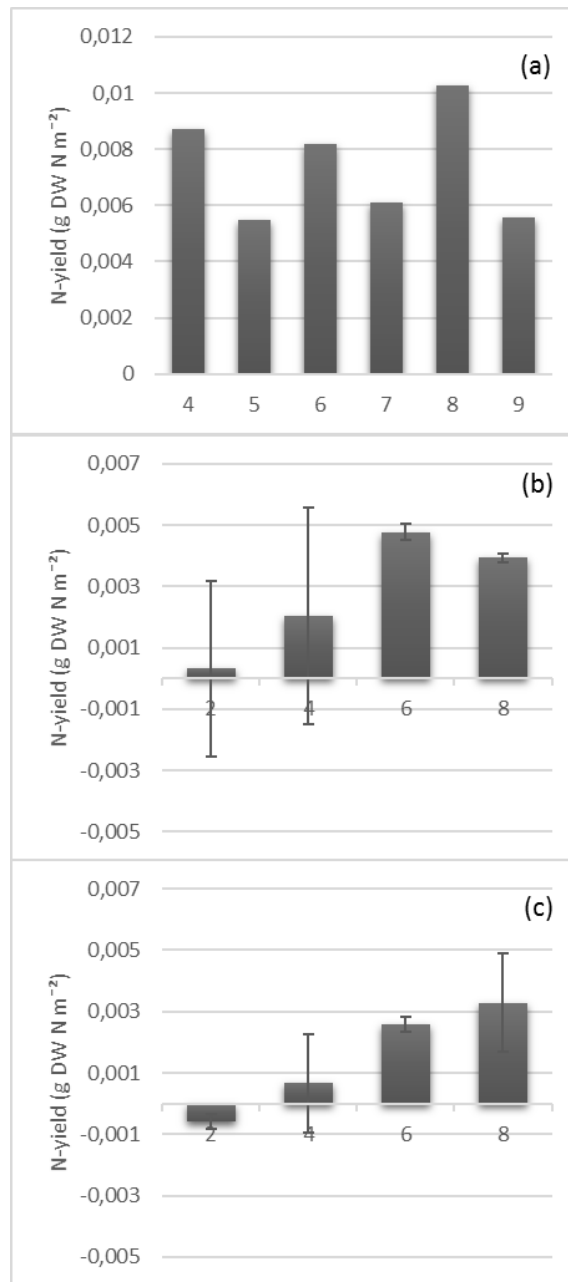 (a)
N-yield (g DW N m⁻²)
0,012
0,01
0,008
0,006
0,004
0,002
0
4 5 6 7 8 9
(b)
N-yield (g DW N m⁻²)
0,007
0,005
0,003
0,001
-0,001
-0,003
-0,005
2 4 6 8
(c)
N-yield (g DW N m⁻²)
0,007
0,005
0,003
0,001
-0,001
-0,003
-0,005
2 4 6 8